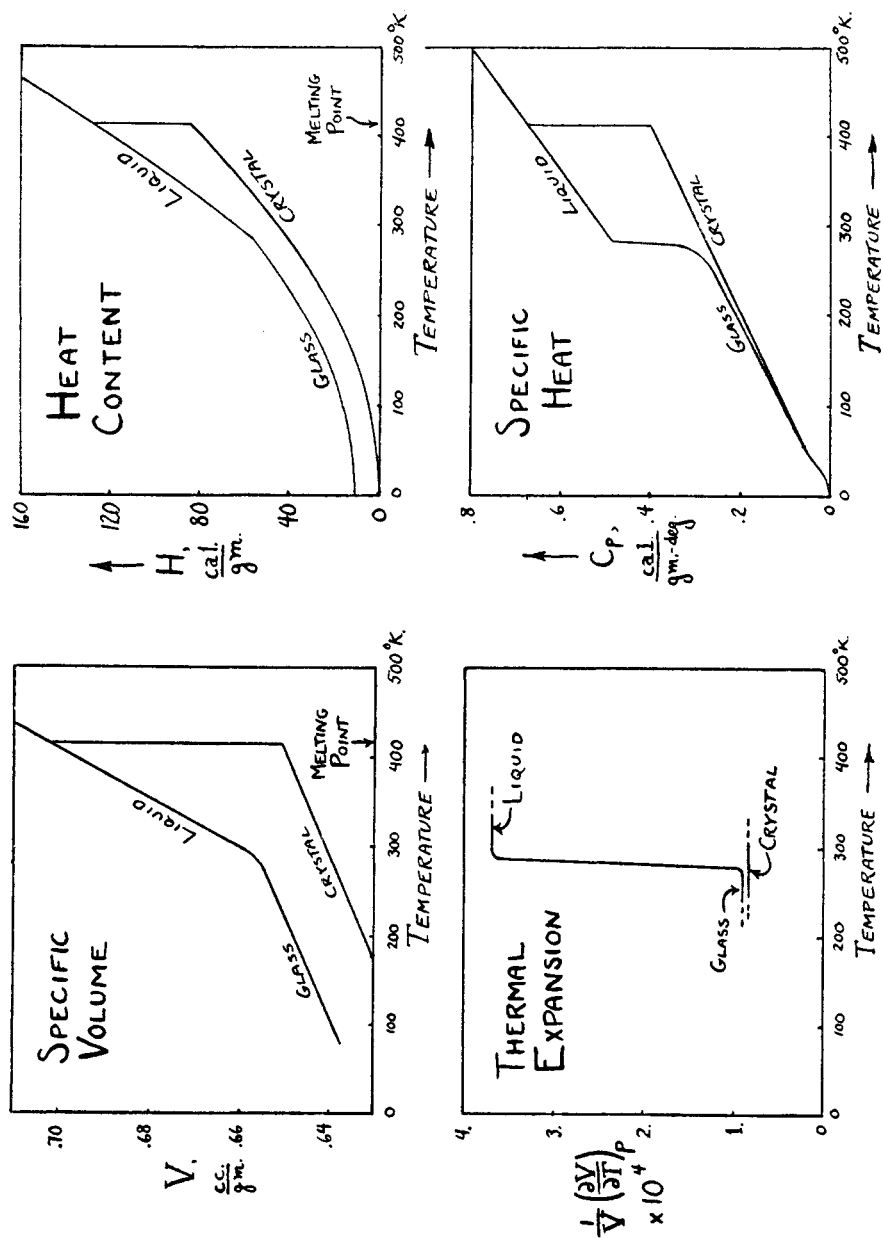 SPECIFIC
VOLUME
V,
cc.
gm.
.70
.68
.66
.64
LIQUID
GLASS
CRYSTAL
MELTING
POINT
0
100
200
300
400
500°K.
TEMPERATURE →
HEAT
CONTENT
→
H,
cal.
gm.
160
120
80
40
0
LIQUID
GLASS
CRYSTAL
MELTING
POINT
0
100
200
300
400
500°K.
TEMPERATURE →
THERMAL
EXPANSION
1/V (∂V/∂T)P
× 10⁴
4.
3.
2.
1.
0
LIQUID
GLASS
CRYSTAL
0
100
200
300
400
500°K.
TEMPERATURE →
SPECIFIC
HEAT
→
CP,
cal.
gm.-deg.
.8
.6
.4
.2
0
LIQUID
GLASS
CRYSTAL
0
100
200
300
400
500°K.
TEMPERATURE →